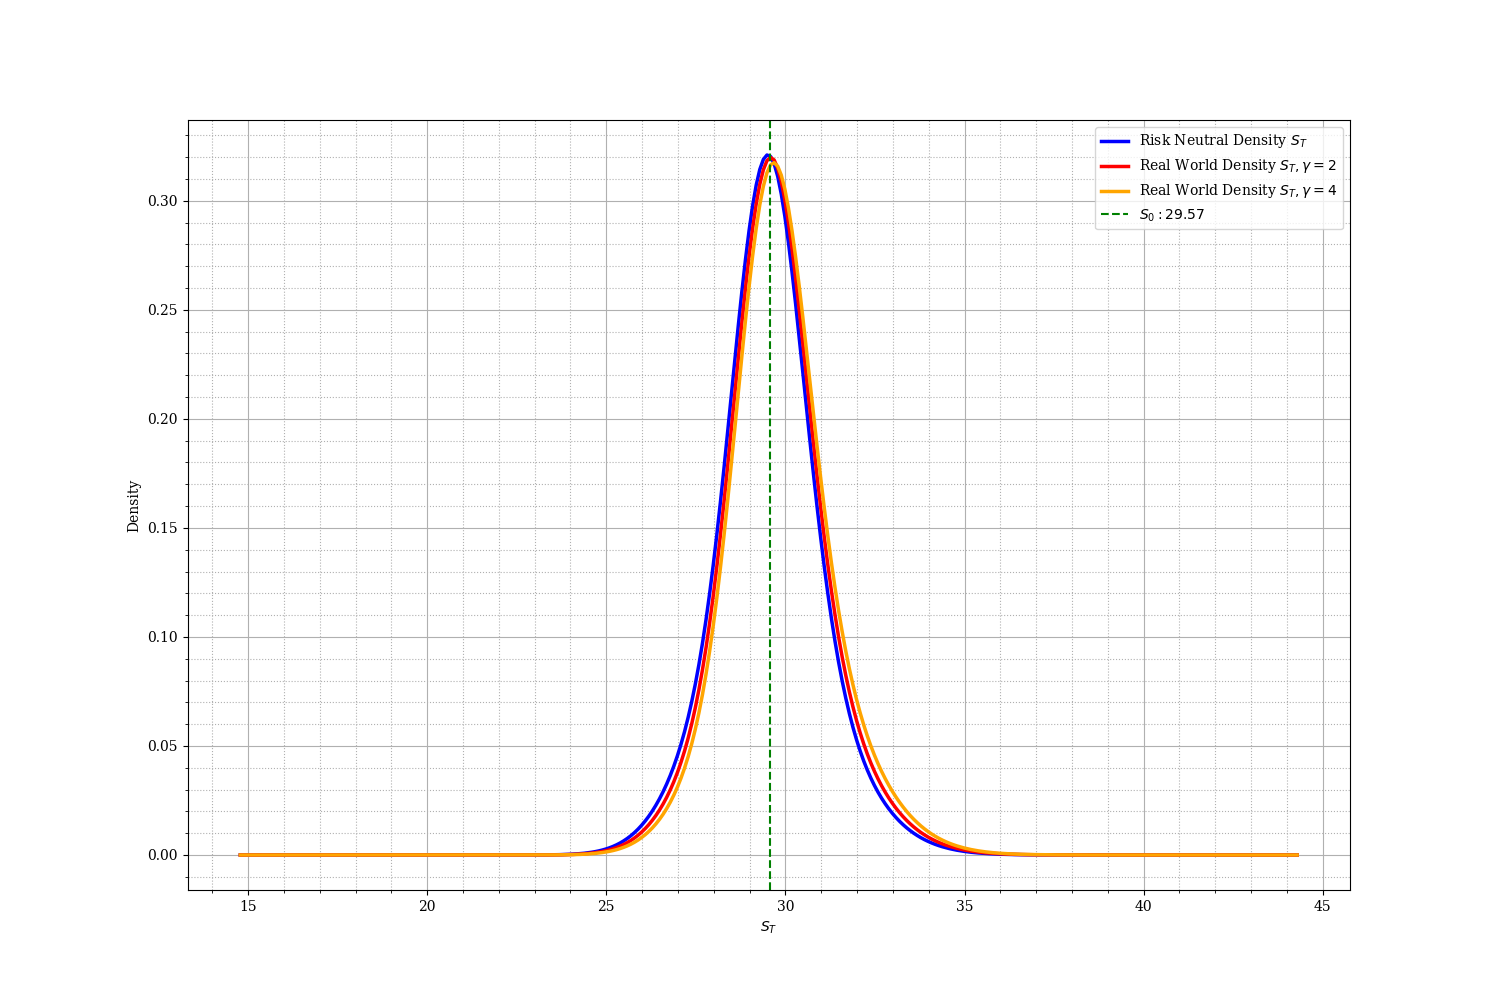 Risk Neutral Density $S_T$
Real World Density $S_T, \gamma = 2$
Real World Density $S_T, \gamma = 4$
$S_0 : 29.57$
0.30
0.25
0.20
0.15
0.10
0.05
0.00
Density
15 20 25 30 35 40 45
$S_T$